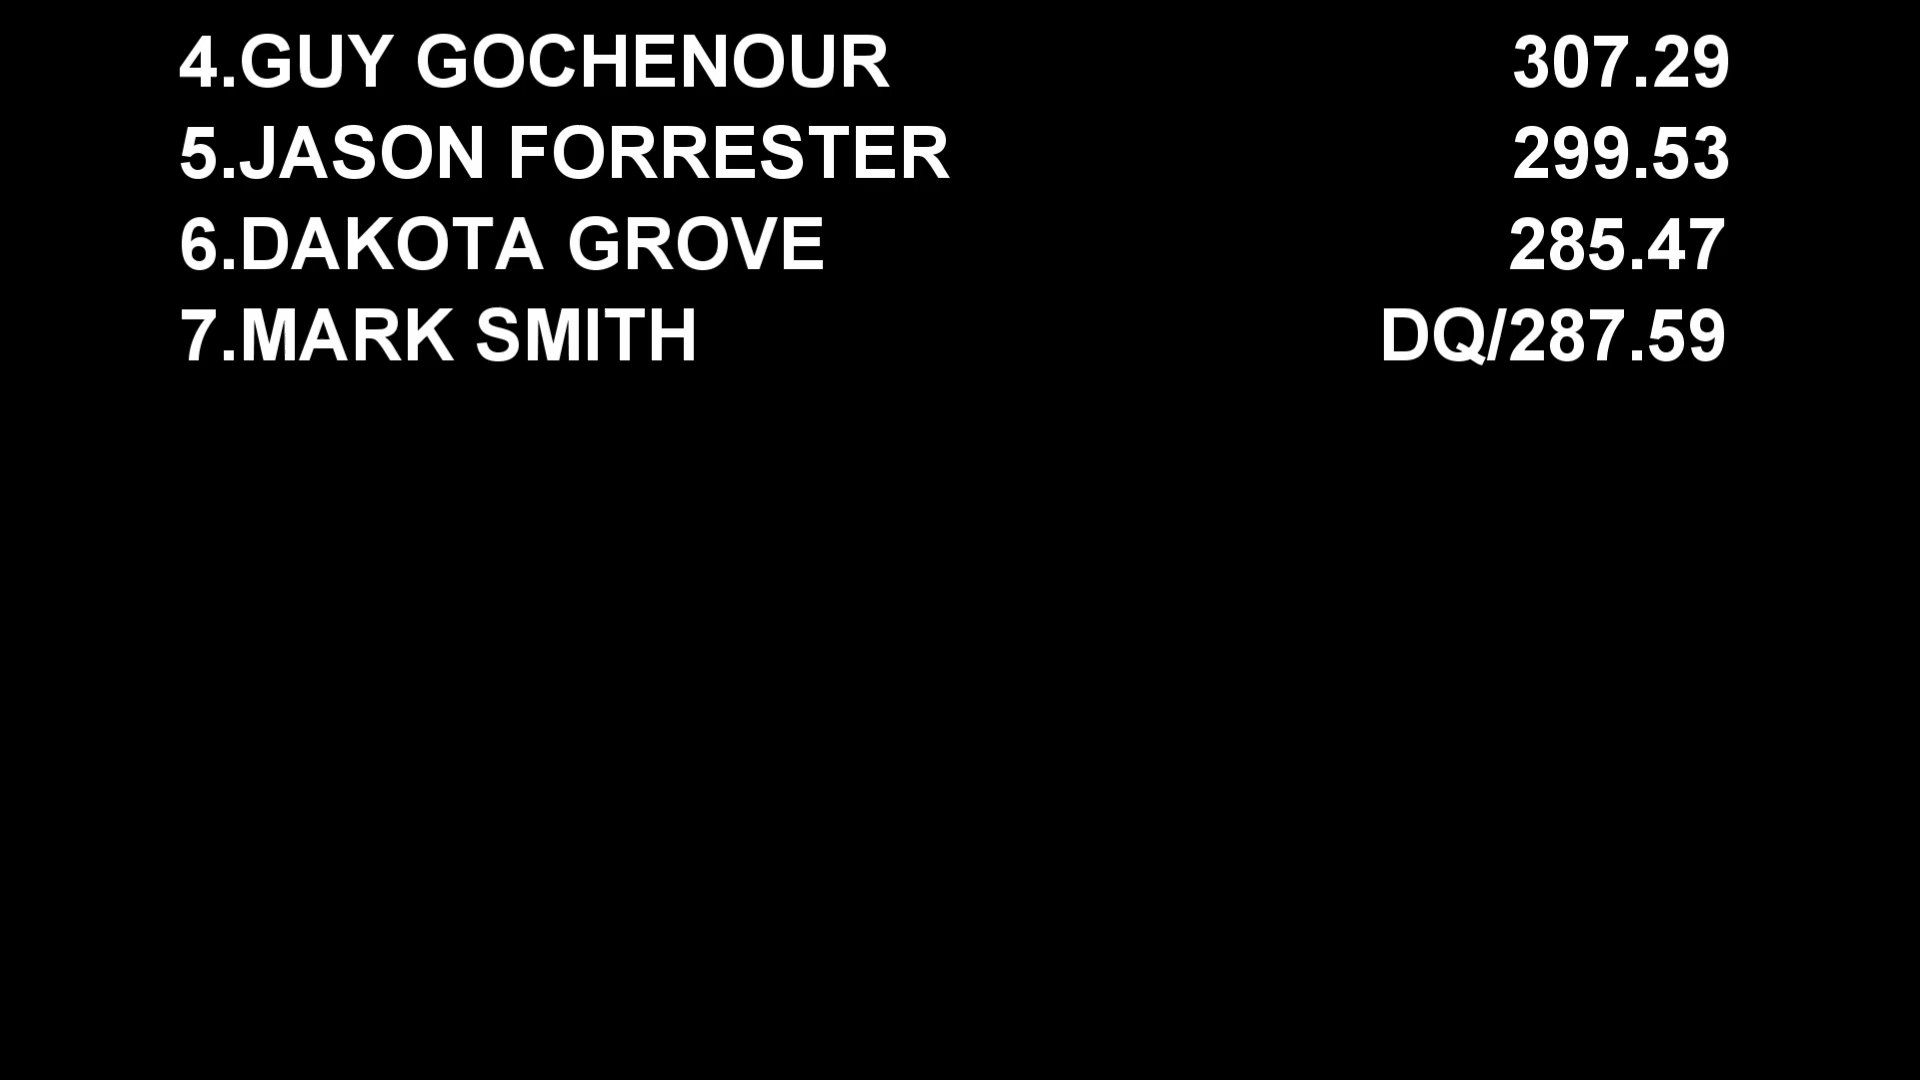 4.GUY GOCHENOUR 307.29
5.JASON FORRESTER 299.53
6.DAKOTA GROVE 285.47
7.MARK SMITH DQ/287.59